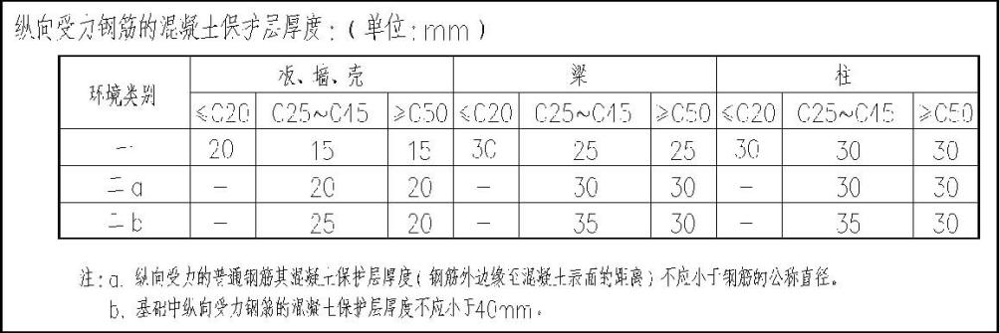 纵向受力钢筋的混凝土保护层厚度:(单位:mm)
环境类别 板、墙、壳 梁 柱
≤C20 C25~C45 ≥C50 ≤C20 C25~C45 ≥C50 ≤C20 C25~C45 ≥C50
一 20 15 15 30 25 25 30 30 30
二a - 20 20 - 30 30 - 30 30
二b - 25 20 - 35 30 - 35 30
注:a. 纵向受力的普通钢筋其混凝土保护层厚度(钢筋外边缘至混凝土表面的距离)不应小于钢筋的公称直径。
b. 基础中纵向受力钢筋的混凝土保护层厚度不应小于40mm。